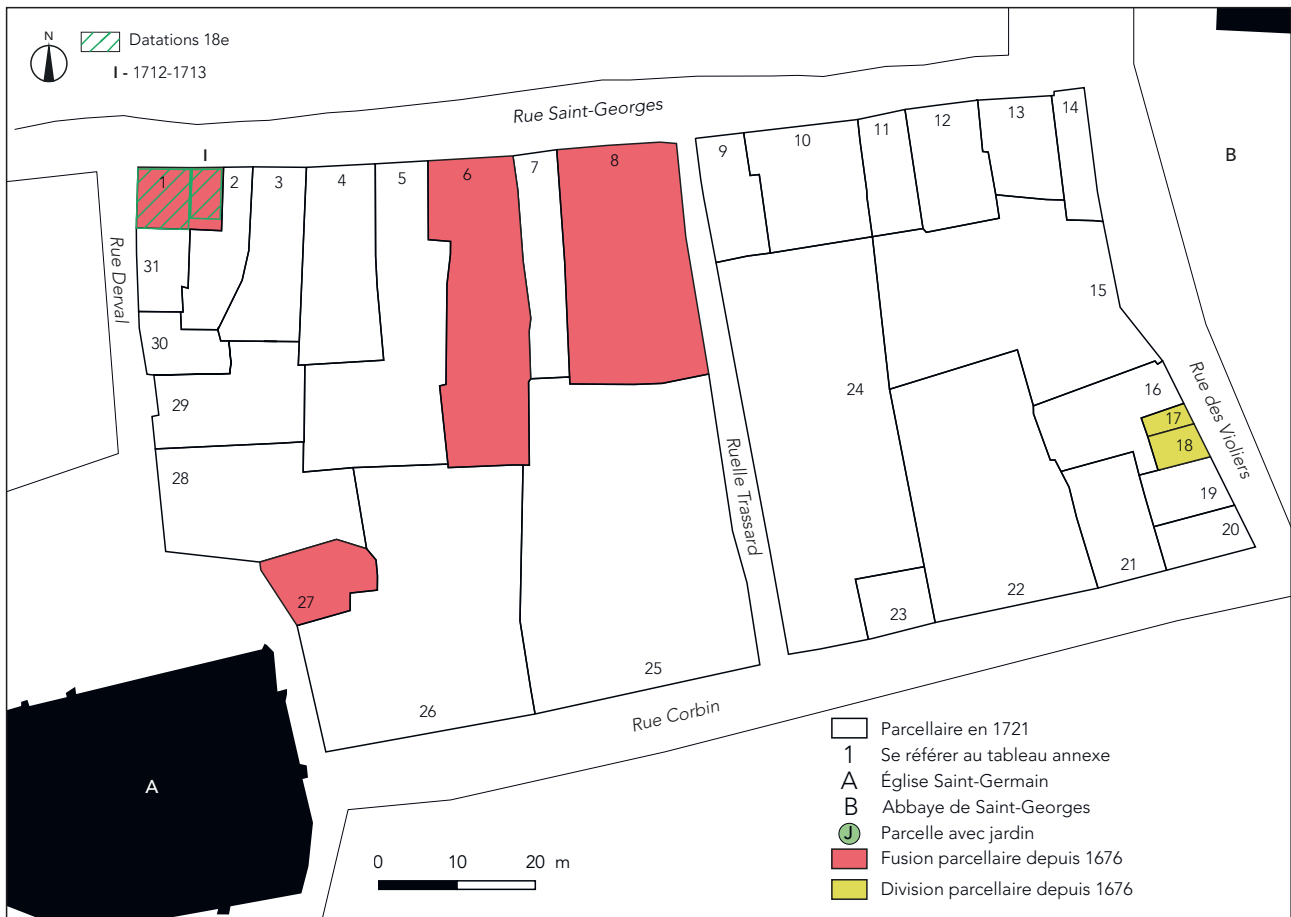 N
Datations 18e
I - 1712-1713
Rue Saint-Georges
I
B
1
2
3
4
5
6
7
8
9
10
11
12
13
14
Rue Derval
31
30
29
28
27
26
25
Ruelle Trassard
24
15
16
17
18
19
20
21
22
23
Rue des Violiers
Rue Corbin
A
0 10 20 m
Parcellaire en 1721
1 Se référer au tableau annexe
A Église Saint-Germain
B Abbaye de Saint-Georges
J Parcelle avec jardin
Fusion parcellaire depuis 1676
Division parcellaire depuis 1676